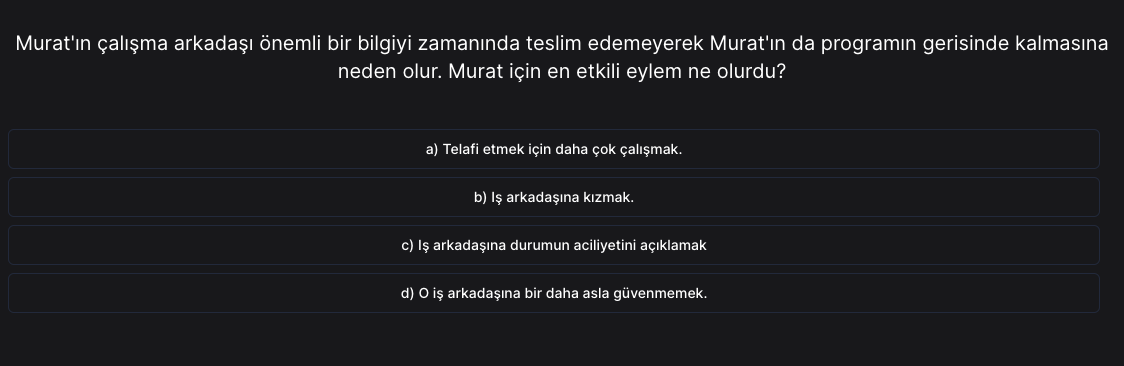 Murat'ın çalışma arkadaşı önemli bir bilgiyi zamanında teslim edemeyerek Murat'ın da programın gerisinde kalmasına
neden olur. Murat için en etkili eylem ne olurdu?
a) Telafi etmek için daha çok çalışmak.
b) Iş arkadaşına kızmak.
c) Iş arkadaşına durumun aciliyetini açıklamak
d) O iş arkadaşına bir daha asla güvenmemek.